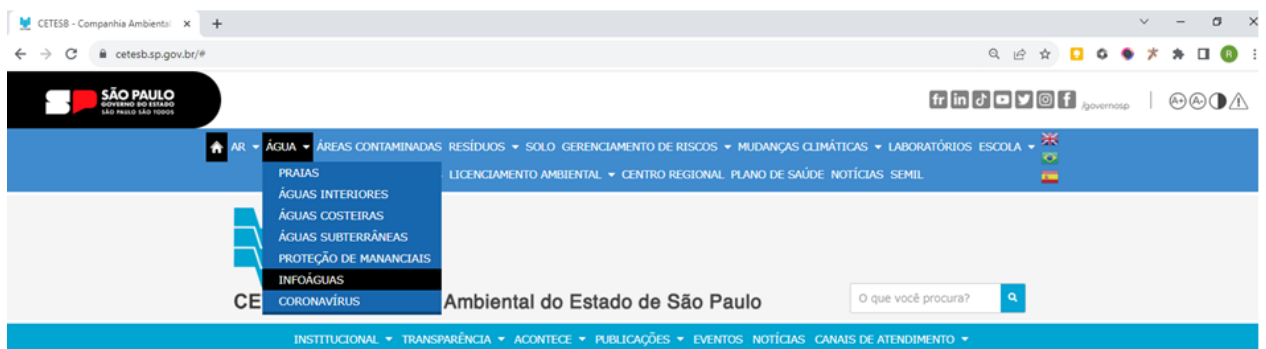 CETESB - Companhia Ambiental
cetesb.sp.gov.br/#
SÃO PAULO
GOVERNO DO ESTADO
SÃO PAULO SÃO TODOS
/governosp
A+ A-
AR ÁGUA ÁREAS CONTAMINADAS RESÍDUOS SOLO GERENCIAMENTO DE RISCOS MUDANÇAS CLIMÁTICAS LABORATÓRIOS ESCOLA
LICENCIAMENTO AMBIENTAL CENTRO REGIONAL PLANO DE SAÚDE NOTÍCIAS SEMIL
PRAIAS
ÁGUAS INTERIORES
ÁGUAS COSTEIRAS
ÁGUAS SUBTERRÂNEAS
PROTEÇÃO DE MANANCIAIS
INFOÁGUAS
CORONAVÍRUS
CE Ambiental do Estado de São Paulo
O que você procura?
INSTITUCIONAL TRANSPARÊNCIA ACONTECE PUBLICAÇÕES EVENTOS NOTÍCIAS CANAIS DE ATENDIMENTO